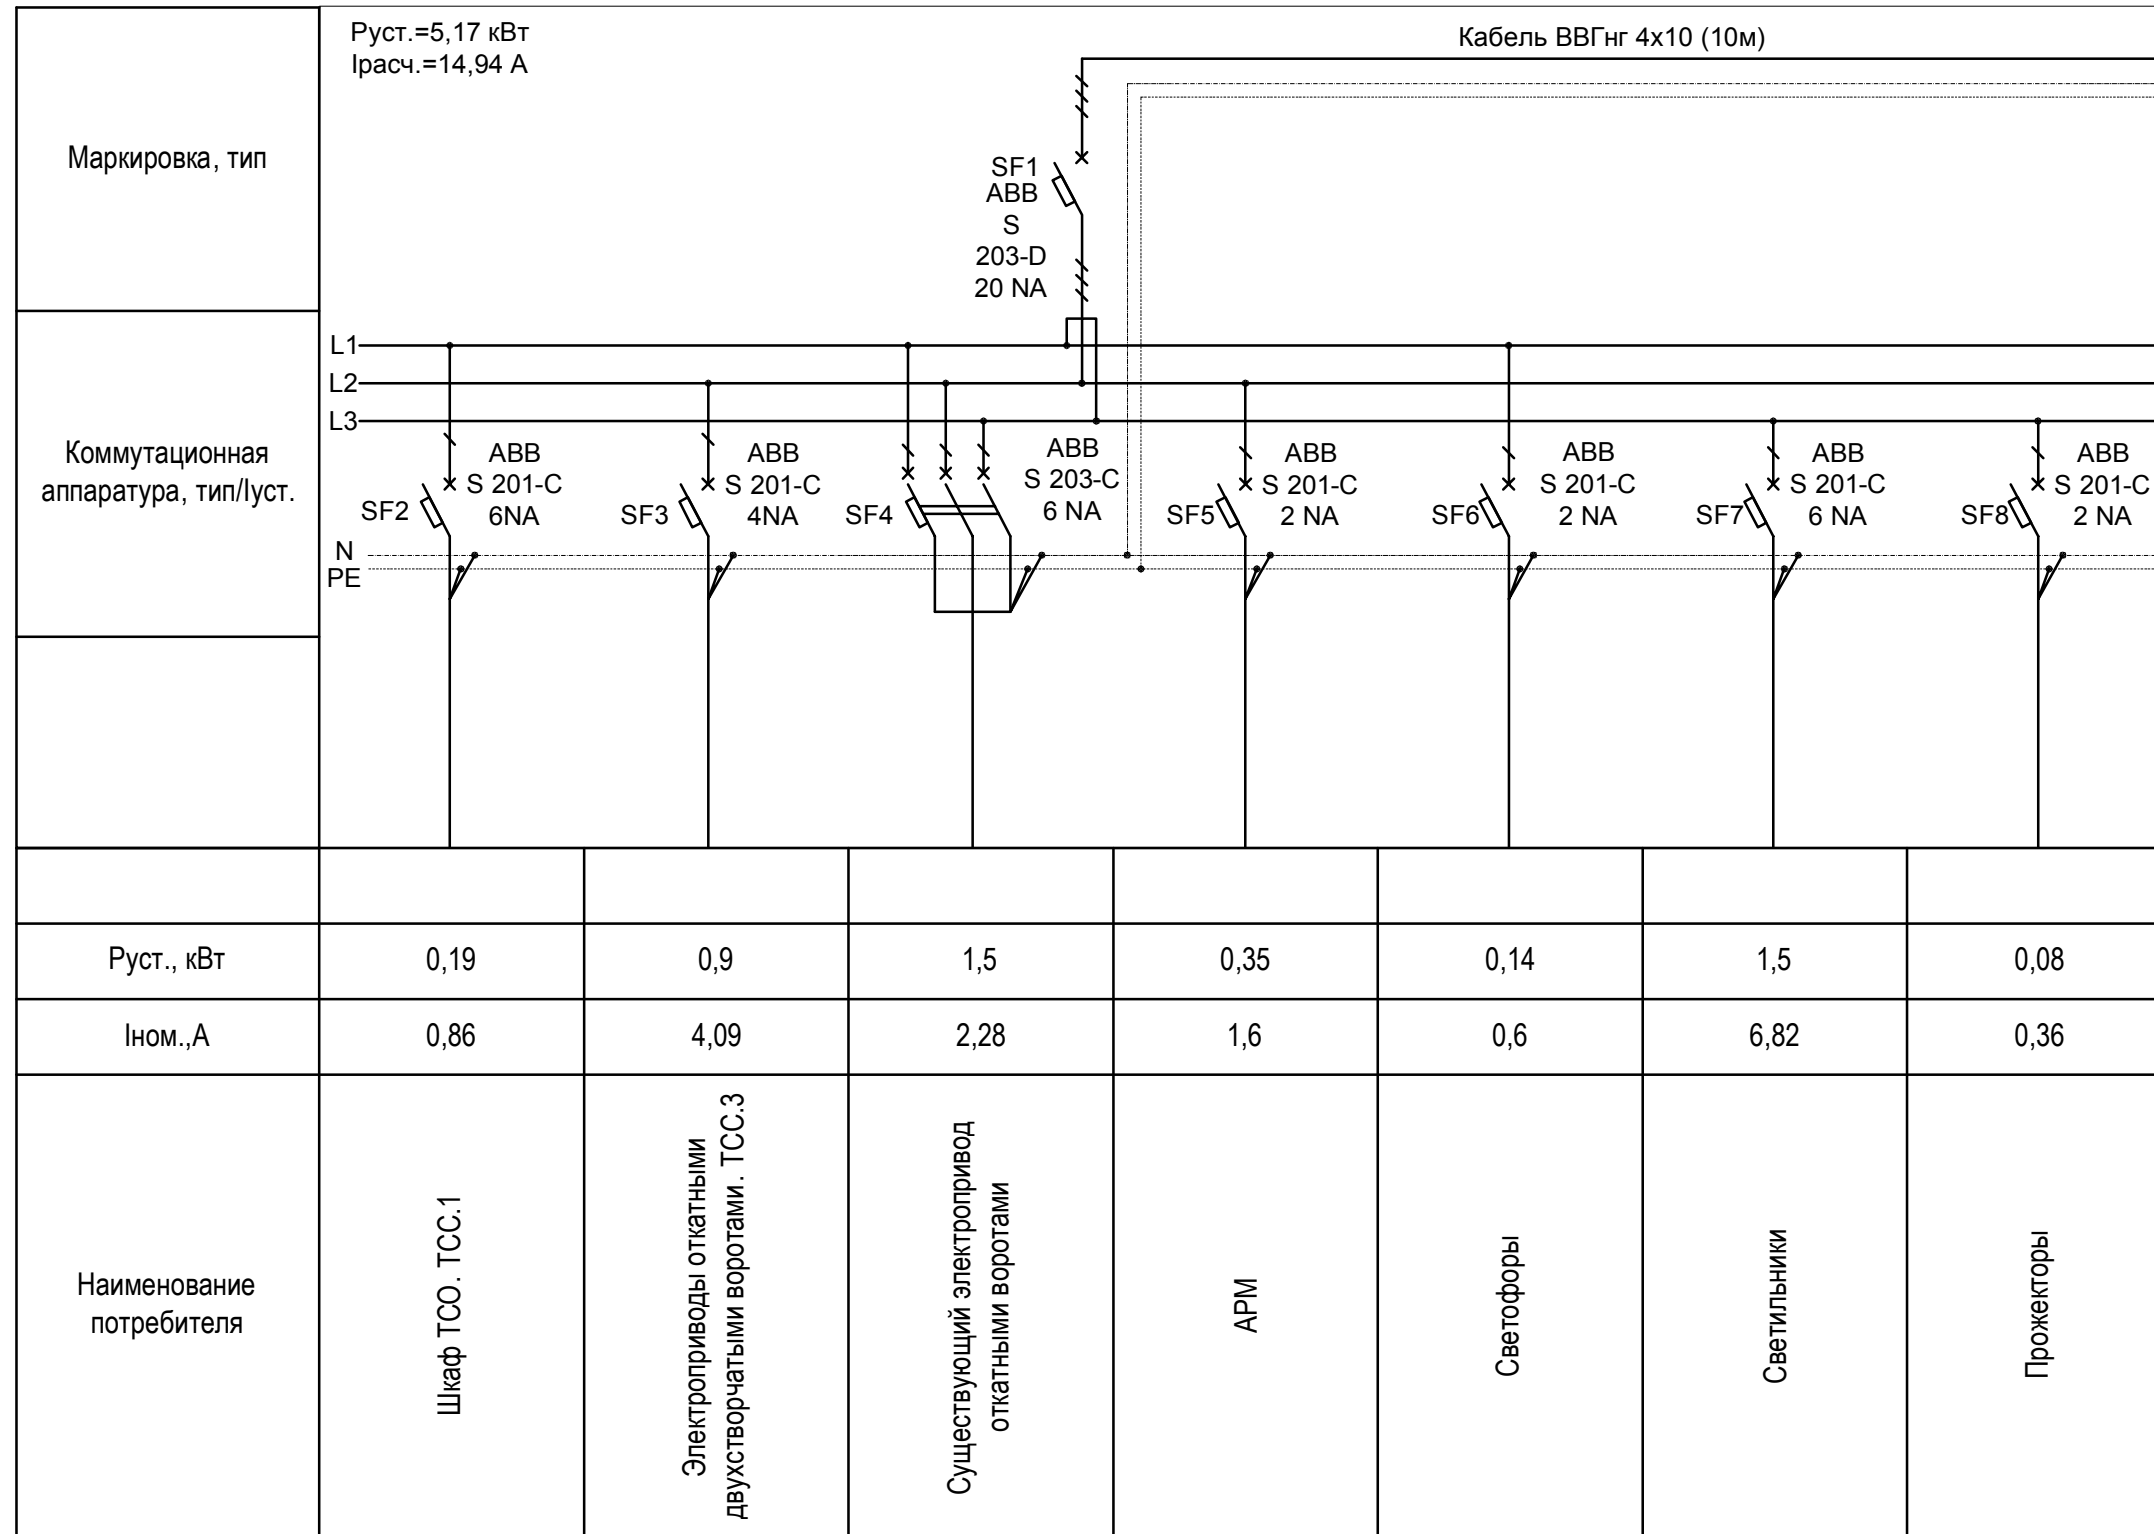 Pуст.=5,17 кВт
Iрасч.=14,94 А
Кабель ВВГнг 4х10 (10м)
Маркировка, тип
SF1
ABB
S
203-D
20 NA
L1
L2
L3
Коммутационная
аппаратура, тип/Iуст.
SF2
ABB
S 201-C
6NA
SF3
ABB
S 201-C
4NA
SF4
ABB
S 203-C
6 NA
SF5
ABB
S 201-C
2 NA
SF6
ABB
S 201-C
2 NA
SF7
ABB
S 201-C
6 NA
SF8
ABB
S 201-C
2 NA
N
PE
Pуст., кВт 0,19 0,9 1,5 0,35 0,14 1,5 0,08
Iном.,А 0,86 4,09 2,28 1,6 0,6 6,82 0,36
Наименование
потребителя
Шкаф ТСО. ТСС.1
Электроприводы откатными
двухстворчатыми воротами. ТСС.3
Существующий электропривод
откатными воротами
АРМ
Светофоры
Светильники
Прожекторы